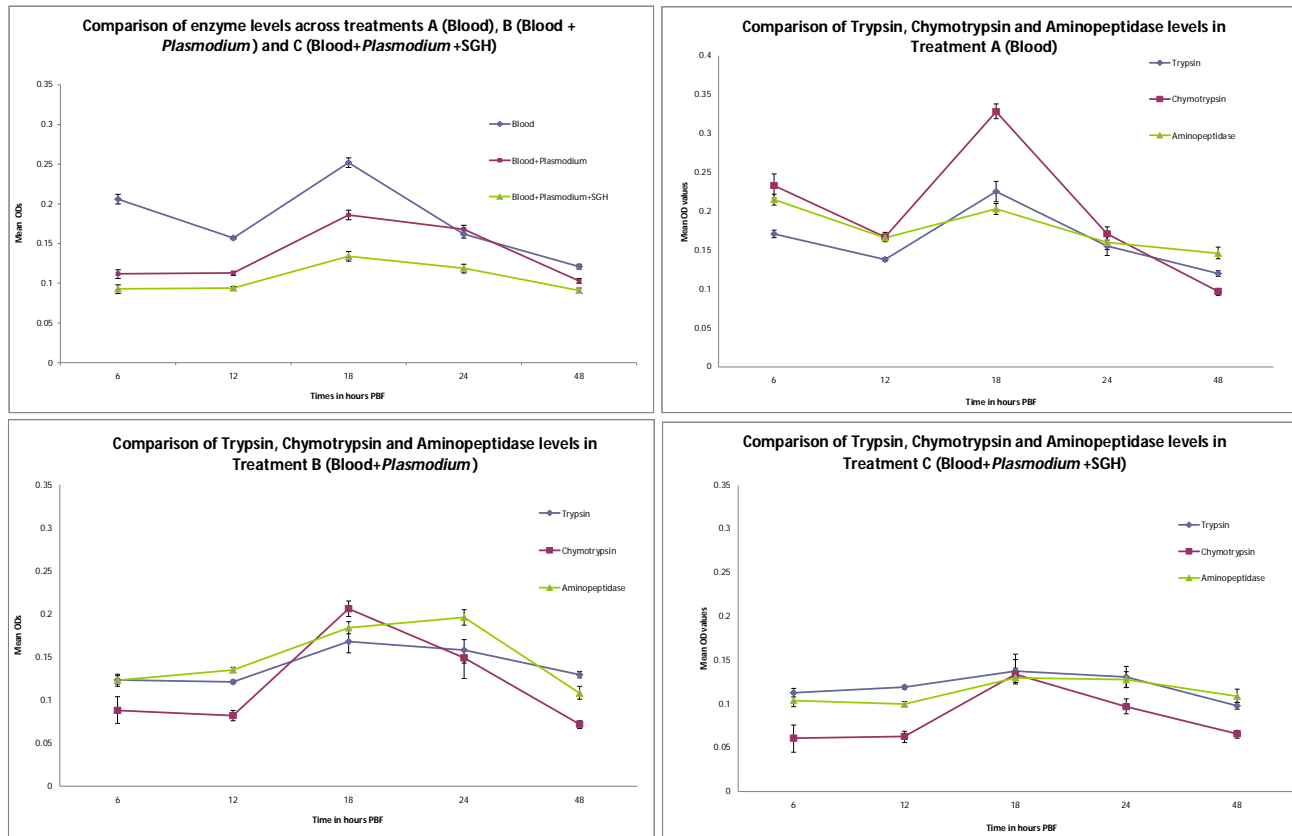 Comparison of enzyme levels across treatments A (Blood), B (Blood +
Plasmodium) and C (Blood+Plasmodium+SGH)
0.35
0.3
0.25
0.2
0.15
0.1
0.05
0
Mean ODs
Blood
Blood+Plasmodium
Blood+Plasmodium+SGH
6
12
18
24
48
Times in hours PBF
Comparison of Trypsin, Chymotrypsin and Aminopeptidase levels in
Treatment A (Blood)
0.4
0.35
0.3
0.25
0.2
0.15
0.1
0.05
0
Mean OD values
Trypsin
Chymotrypsin
Aminopeptidase
6
12
18
24
48
Time in hours PBF
Comparison of Trypsin, Chymotrypsin and Aminopeptidase levels in
Treatment B (Blood+Plasmodium)
0.35
0.3
0.25
0.2
0.15
0.1
0.05
0
Mean ODs
Trypsin
Chymotrypsin
Aminopeptidase
6
12
18
24
48
Time in hours PBF
Comparison of Trypsin, Chymotrypsin and Aminopeptidase levels in
Treatment C (Blood+Plasmodium+SGH)
0.35
0.3
0.25
0.2
0.15
0.1
0.05
0
Mean OD values
Trypsin
Chymotrypsin
Aminopeptidase
6
12
18
24
48
Time in hours PBF